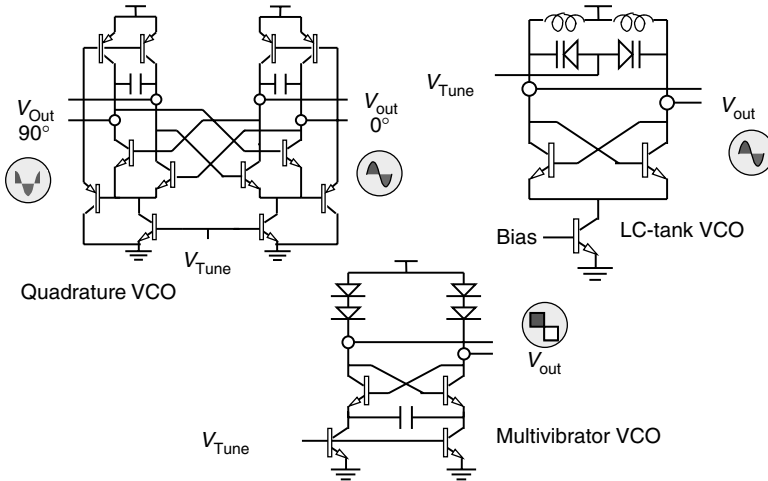 V_Out
90°
V_out
0°
V_Tune
Quadrature VCO
V_Tune
V_out
Bias
LC-tank VCO
V_out
V_Tune
Multivibrator VCO